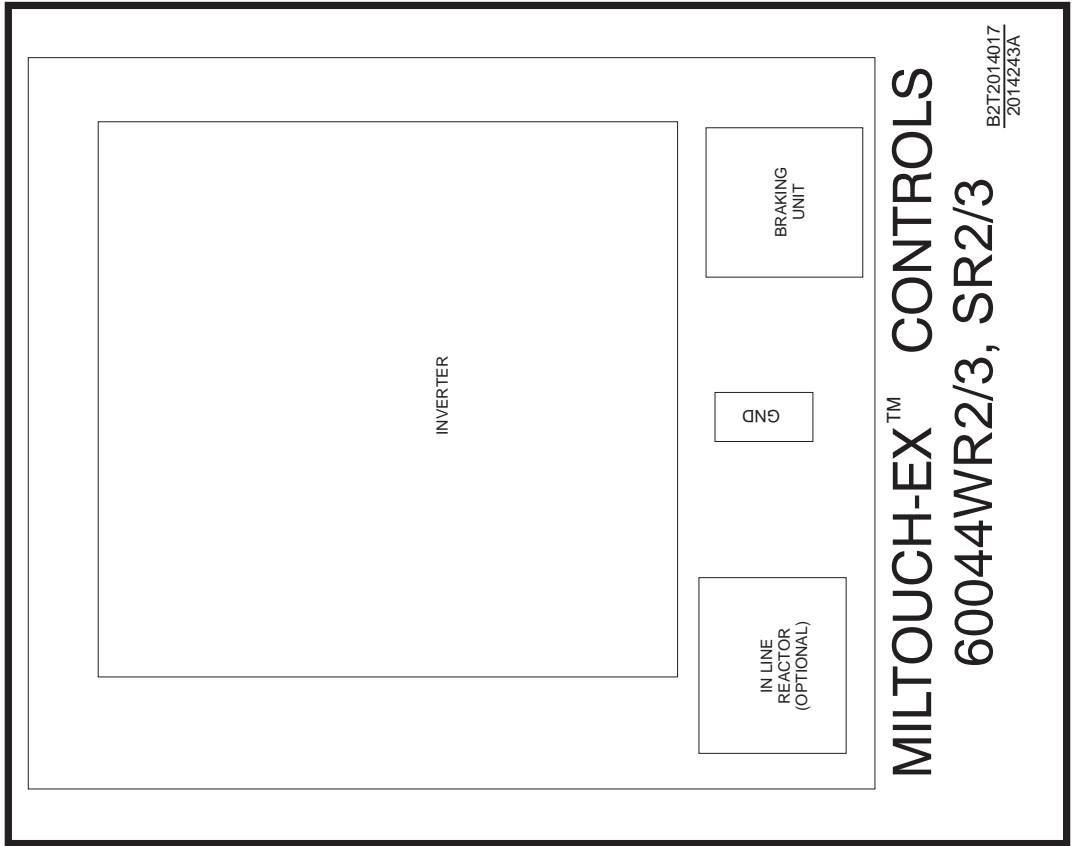 INVERTER
IN LINE
REACTOR
(OPTIONAL)
GND
BRAKING
UNIT
MILTOUCH-EX™ CONTROLS
60044WR2/3, SR2/3
B2T2014017
2014243A